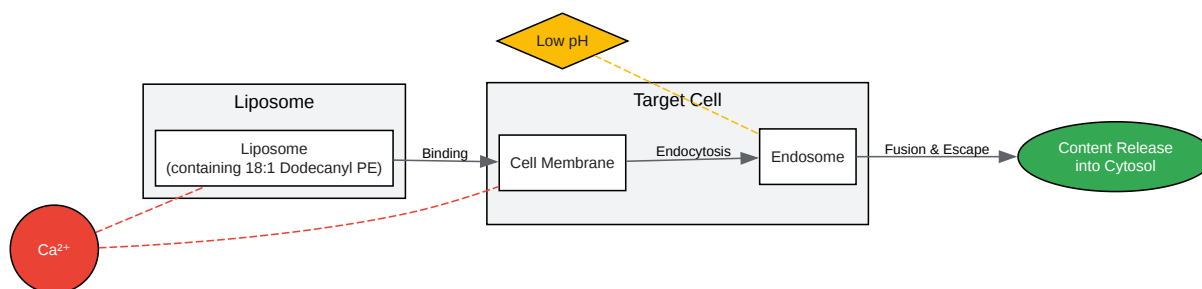 Low pH
Liposome
Target Cell
Liposome
(containing 18:1 Dodecanyl PE)
Binding
Cell Membrane
Endocytosis
Endosome
Fusion & Escape
Content Release
into Cytosol
Ca²⁺